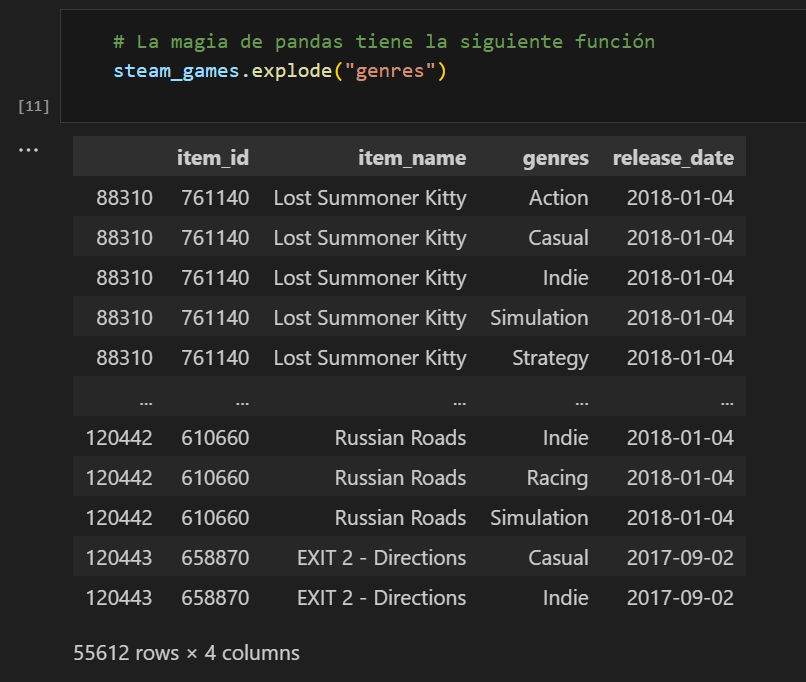 # La magia de pandas tiene la siguiente función
steam_games.explode("genres")
[11]
...
item_id item_name genres release_date
88310 761140 Lost Summoner Kitty Action 2018-01-04
88310 761140 Lost Summoner Kitty Casual 2018-01-04
88310 761140 Lost Summoner Kitty Indie 2018-01-04
88310 761140 Lost Summoner Kitty Simulation 2018-01-04
88310 761140 Lost Summoner Kitty Strategy 2018-01-04
... ... ... ... ...
120442 610660 Russian Roads Indie 2018-01-04
120442 610660 Russian Roads Racing 2018-01-04
120442 610660 Russian Roads Simulation 2018-01-04
120443 658870 EXIT 2 - Directions Casual 2017-09-02
120443 658870 EXIT 2 - Directions Indie 2017-09-02
55612 rows × 4 columns